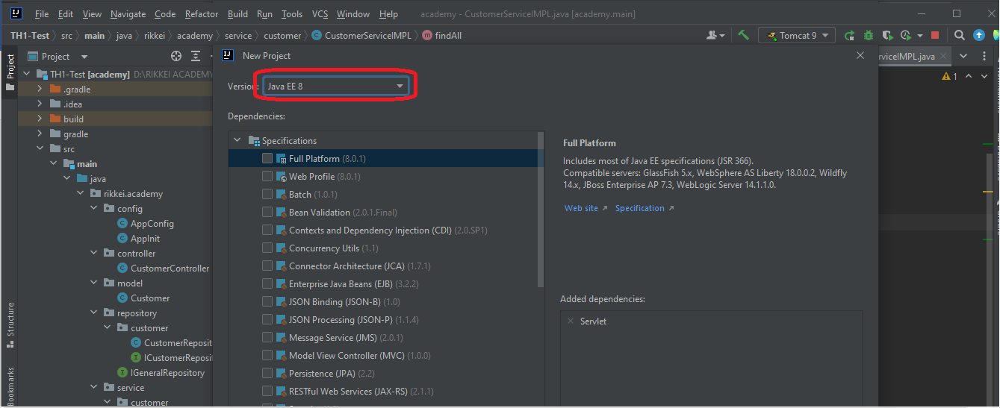 File Edit View Navigate Code Refactor Build Run Tools VCS Window Help academy - CustomerServiceIMPL.java [academy.main]
TH1-Test src main java rikkei academy service customer CustomerServiceIMPL findAll Tomcat 9
Project
Project
New Project
rviceIMPL.java
TH1-Test [academy] D:\RIKKEI ACADEMY
.gradle
.idea
build
gradle
src
main
java
rikkei.academy
config
AppConfig
AppInit
controller
CustomerController
model
Customer
repository
customer
CustomerReposit
ICustomerReposit
IGeneralRepository
service
customer
Structure
Bookmarks
Version: Java EE 8
Dependencies:
Specifications
Full Platform (8.0.1)
Web Profile (8.0.1)
Batch (1.0.1)
Bean Validation (2.0.1.Final)
Contexts and Dependency Injection (CDI) (2.0.SP1)
Concurrency Utils (1.1)
Connector Architecture (JCA) (1.7.1)
Enterprise Java Beans (EJB) (3.2.2)
JSON Binding (JSON-B) (1.0)
JSON Processing (JSON-P) (1.1.4)
Message Service (JMS) (2.0.1)
Model View Controller (MVC) (1.0.0)
Persistence (JPA) (2.2)
RESTful Web Services (JAX-RS) (2.1.1)
Full Platform
Includes most of Java EE specifications (JSR 366).
Compatible servers: GlassFish 5.x, WebSphere AS Liberty 18.0.0.2, Wildfly
14.x, JBoss Enterprise AP 7.3, WebLogic Server 14.1.1.0.
Web site Specification
Added dependencies:
Servlet
1